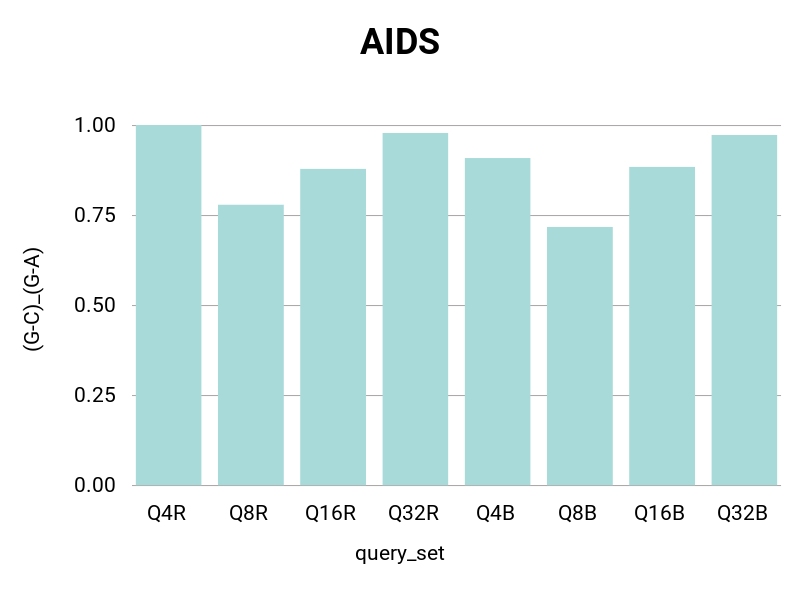 AIDS
(G-C)_(G-A)
1.00
0.75
0.50
0.25
0.00
Q4R Q8R Q16R Q32R Q4B Q8B Q16B Q32B
query_set